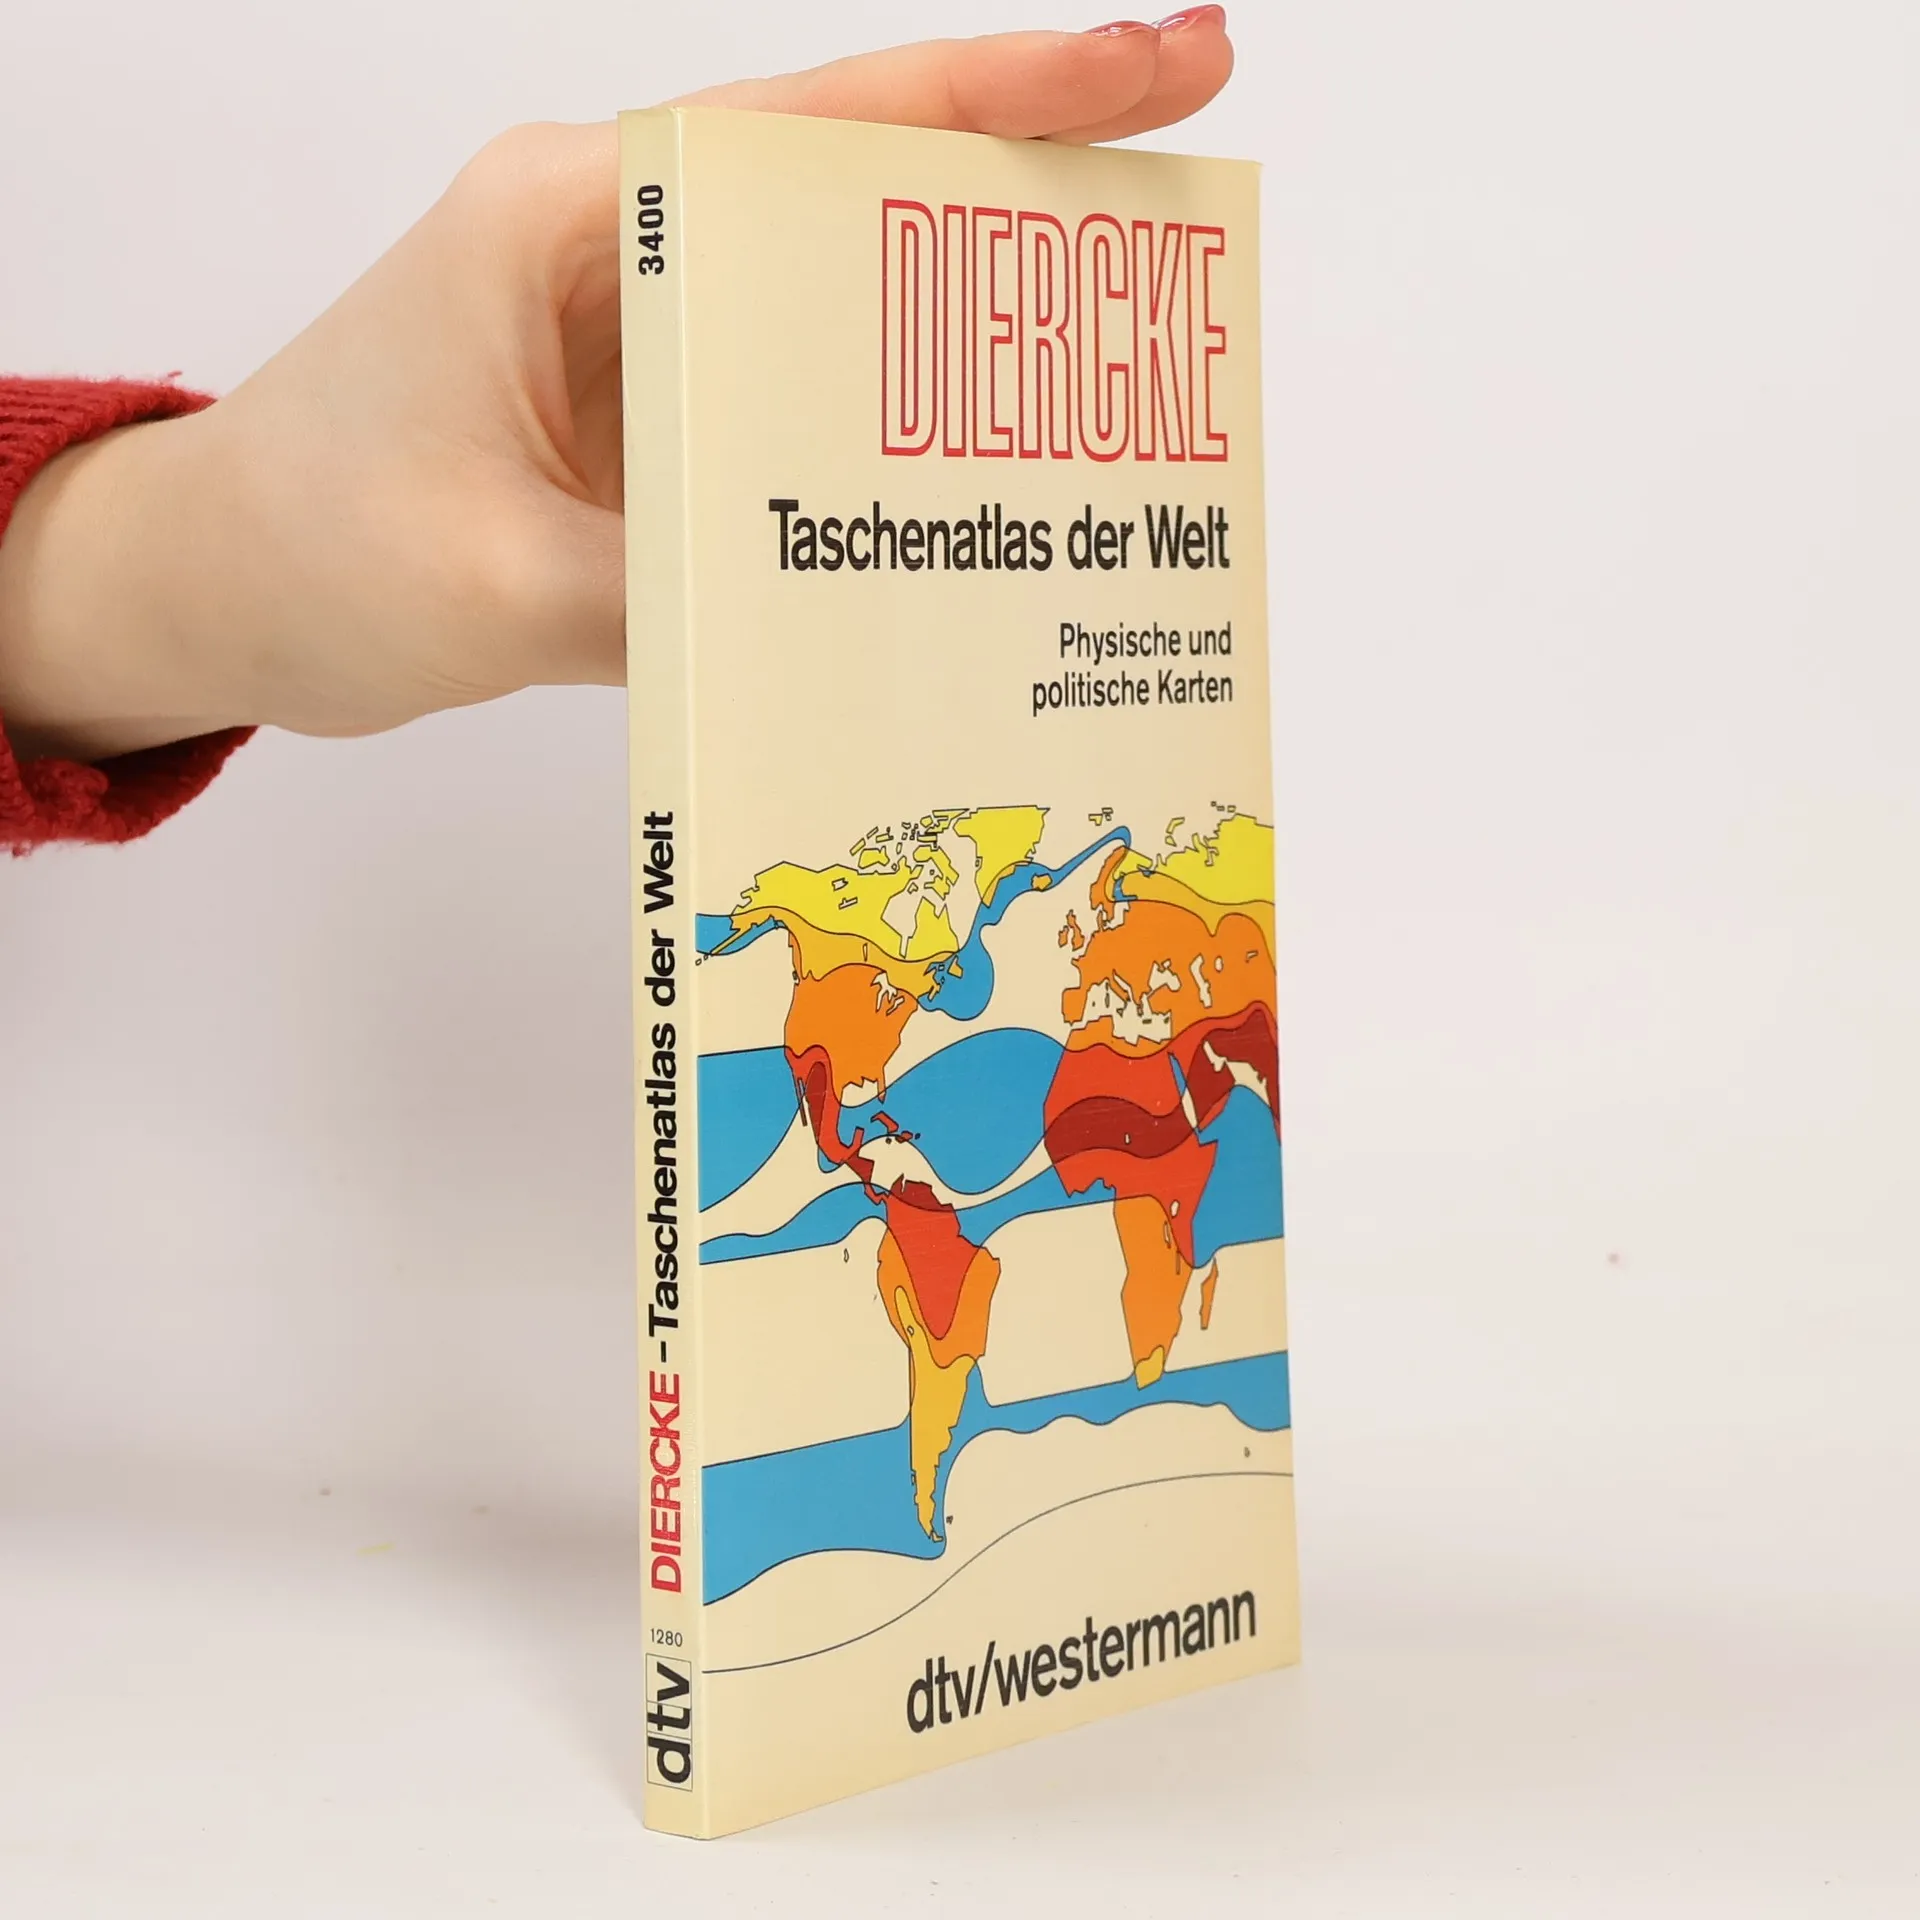 DIERCKE
Taschenatlas der Welt
Physische und
politische Karten
dtv/westermann
3400
DIERCKE – Taschenatlas der Welt
1280
dtv